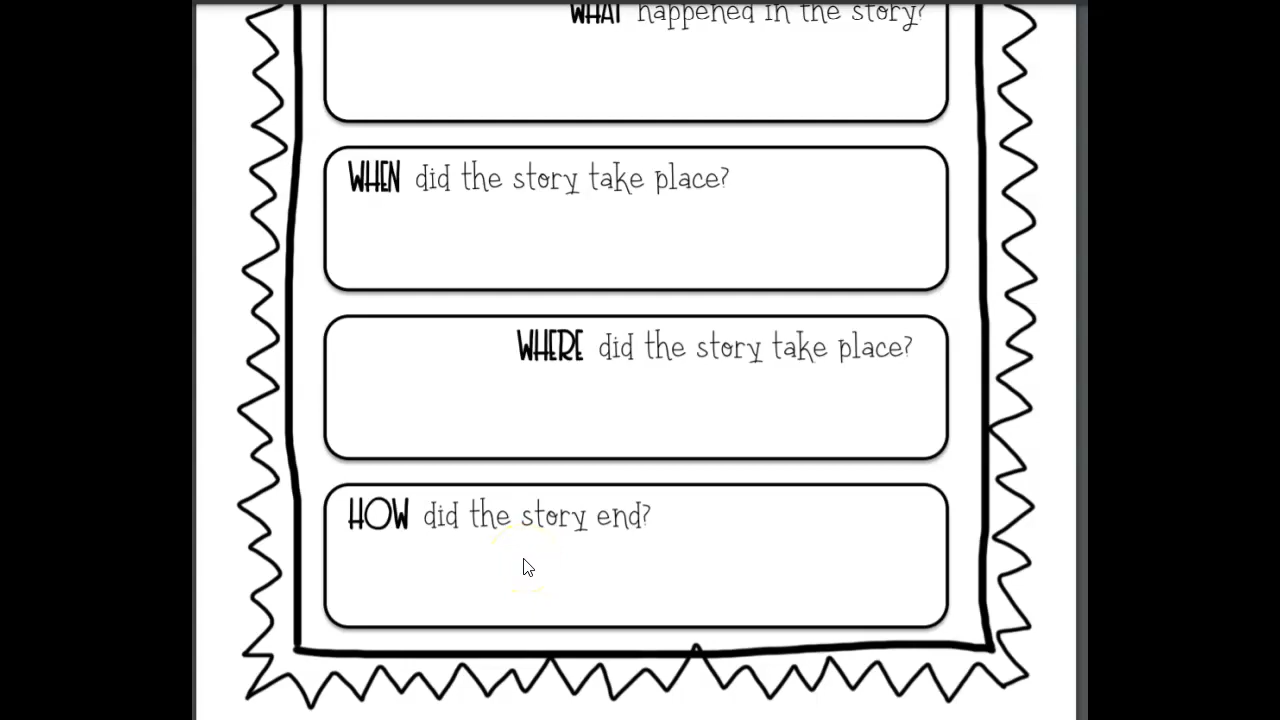 WHAT happened in the story?
WHEN did the story take place?
WHERE did the story take place?
HOW did the story end?